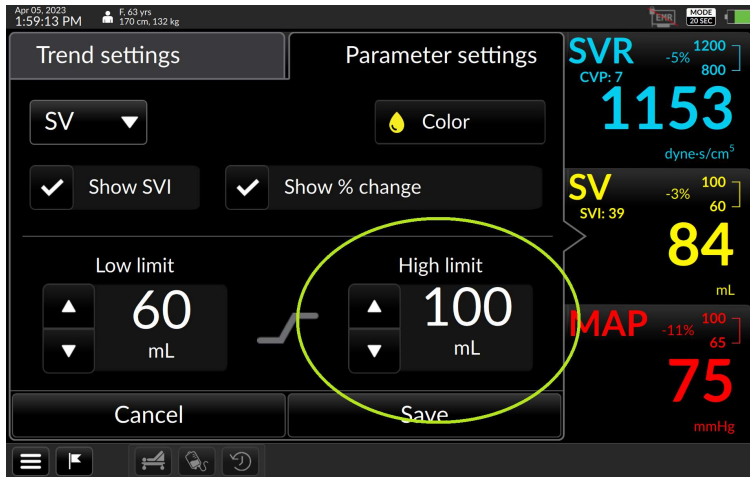 Apr 05, 2023
1:59:13 PM
F, 63 yrs
170 cm, 132 kg
EMR
MODE
20 SEC
Trend settings
Parameter settings
SV
Color
Show SVI
Show % change
Low limit
60
mL
High limit
100
mL
Cancel
Save
SVR
-5%
1200
800
CVP: 7
1153
dyne·s/cm⁵
SV
-3%
100
60
SVI: 39
84
mL
MAP
-11%
100
65
75
mmHg